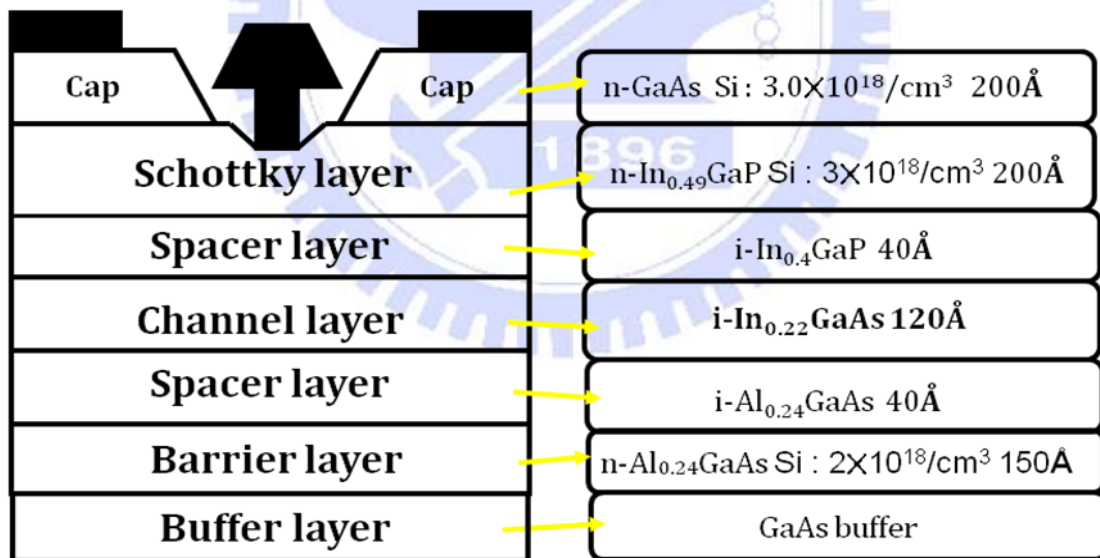 Cap
Cap
n-GaAs Si: 3.0×10¹⁸/cm³ 200Å
Schottky layer
n-In₀.₄₉GaP Si : 3×10¹⁸/cm³ 200Å
1896
Spacer layer
i-In₀.₄GaP 40Å
Channel layer
i-In₀.₂₂GaAs 120Å
Spacer layer
i-Al₀.₂₄GaAs 40Å
Barrier layer
n-Al₀.₂₄GaAs Si : 2×10¹⁸/cm³ 150Å
Buffer layer
GaAs buffer